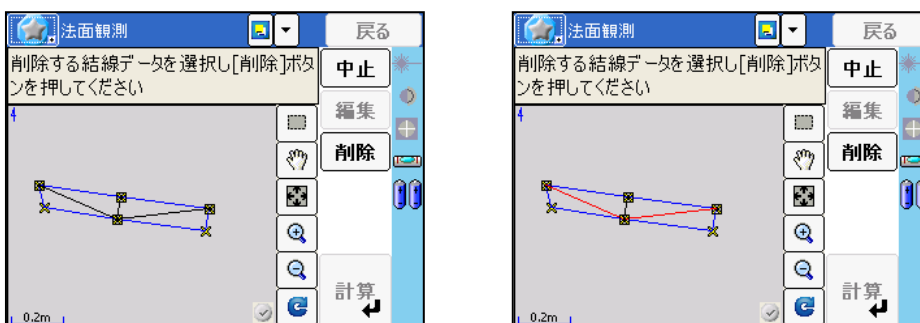 法面観測
戻る
削除する結線データを選択し[削除]ボタ
ンを押してください
中止
編集
削除
4
計算
0.2m
法面観測
戻る
削除する結線データを選択し[削除]ボタ
ンを押してください
中止
編集
削除
4
計算
0.2m